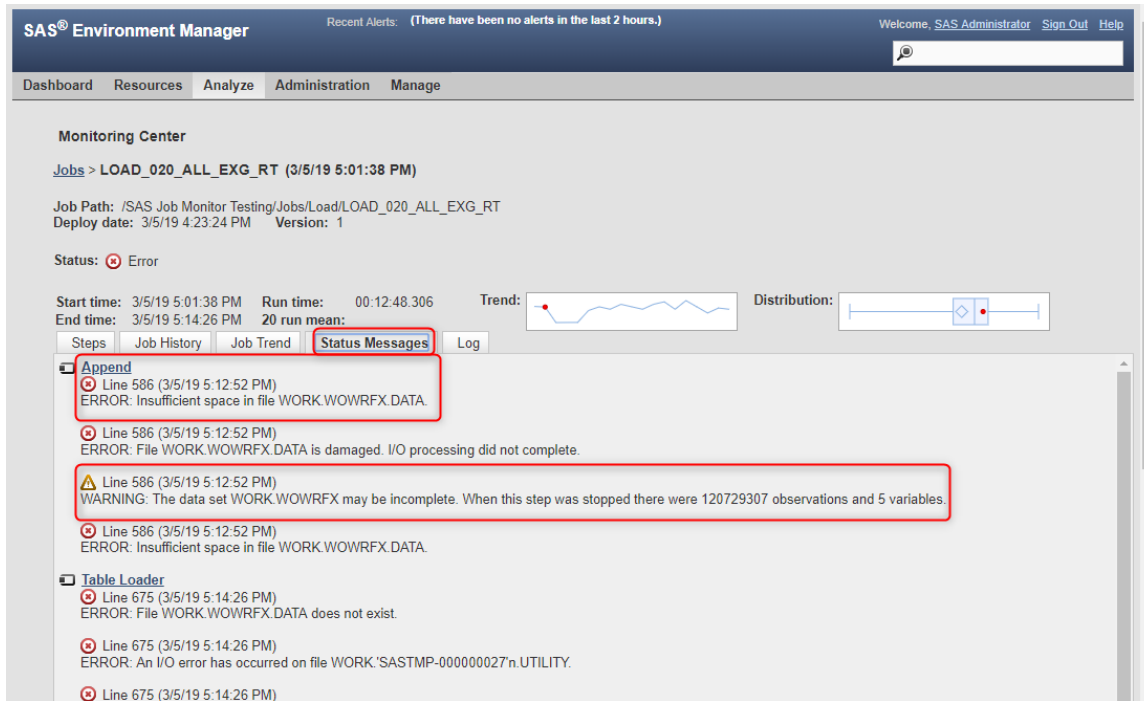 SAS® Environment Manager
Recent Alerts: (There have been no alerts in the last 2 hours.)
Welcome, SAS Administrator Sign Out Help
Dashboard Resources Analyze Administration Manage
Monitoring Center
Jobs > LOAD_020_ALL_EXG_RT (3/5/19 5:01:38 PM)
Job Path: /SAS Job Monitor Testing/Jobs/Load/LOAD_020_ALL_EXG_RT
Deploy date: 3/5/19 4:23:24 PM Version: 1
Status: Error
Start time: 3/5/19 5:01:38 PM Run time: 00:12:48.306 Trend: Distribution:
End time: 3/5/19 5:14:26 PM 20 run mean:
Steps Job History Job Trend Status Messages Log
Append
Line 586 (3/5/19 5:12:52 PM)
ERROR: Insufficient space in file WORK.WOWRFX.DATA.
Line 586 (3/5/19 5:12:52 PM)
ERROR: File WORK.WOWRFX.DATA is damaged. I/O processing did not complete.
Line 586 (3/5/19 5:12:52 PM)
WARNING: The data set WORK.WOWRFX may be incomplete. When this step was stopped there were 120729307 observations and 5 variables.
Line 586 (3/5/19 5:12:52 PM)
ERROR: Insufficient space in file WORK.WOWRFX.DATA.
Table Loader
Line 675 (3/5/19 5:14:26 PM)
ERROR: File WORK.WOWRFX.DATA does not exist.
Line 675 (3/5/19 5:14:26 PM)
ERROR: An I/O error has occurred on file WORK.'SASTMP-000000027'n.UTILITY.
Line 675 (3/5/19 5:14:26 PM)